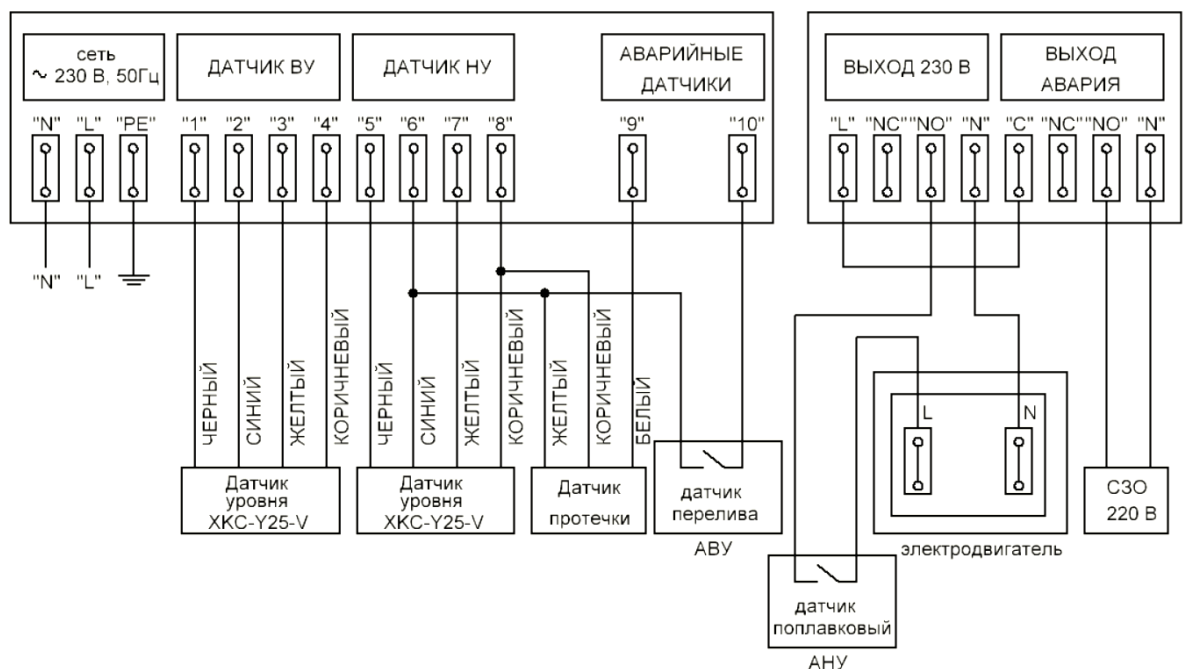 сеть
~ 230 В, 50Гц
ДАТЧИК ВУ
ДАТЧИК НУ
АВАРИЙНЫЕ
ДАТЧИКИ
ВЫХОД 230 В
ВЫХОД
АВАРИЯ
"N" "L" "PE" "1" "2" "3" "4" "5" "6" "7" "8" "9" "10"
"L" "NC" "NO" "N" "C" "NC" "NO" "N"
"N" "L"
ЧЕРНЫЙ
СИНИЙ
ЖЕЛТЫЙ
КОРИЧНЕВЫЙ
ЧЕРНЫЙ
СИНИЙ
ЖЕЛТЫЙ
КОРИЧНЕВЫЙ
ЖЕЛТЫЙ
КОРИЧНЕВЫЙ
БЕЛЫЙ
Датчик
уровня
XKC-Y25-V
Датчик
уровня
XKC-Y25-V
Датчик
протечки
датчик
перелива
АВУ
L N
электродвигатель
СЗО
220 В
датчик
поплавковый
АНУ